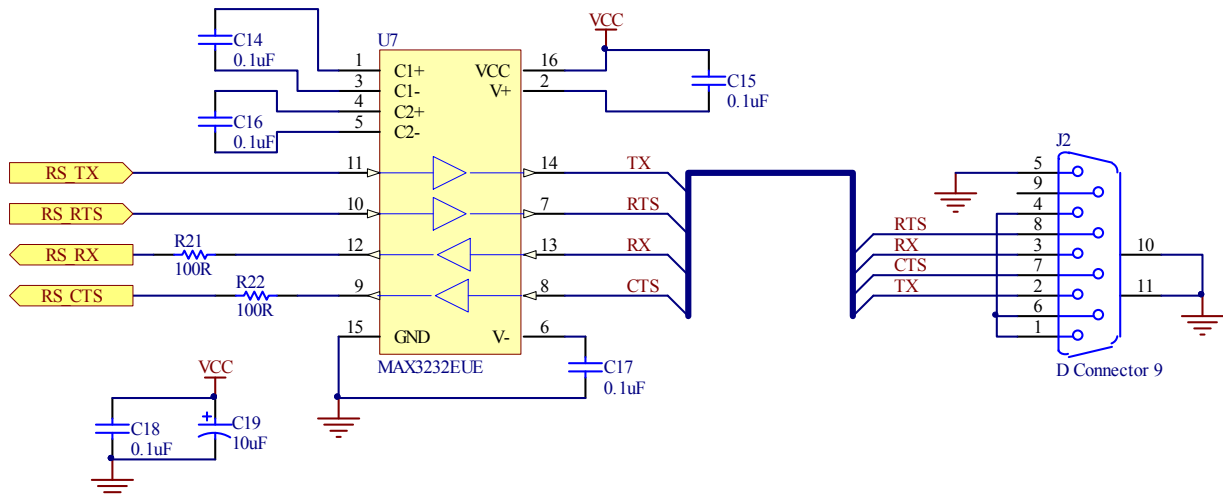 C14
0.1uF
C16
0.1uF
U7
1
3
4
5
C1+
C1-
C2+
C2-
VCC
V+
16
2
VCC
C15
0.1uF
RS_TX
11
14
TX
RS_RTS
10
7
RTS
RS_RX
R21
100R
12
13
RX
RS_CTS
R22
100R
9
8
CTS
15
GND
V-
6
MAX3232EUE
C17
0.1uF
VCC
C18
0.1uF
+
C19
10uF
J2
5
9
4
RTS
8
RX
3
CTS
7
TX
2
6
1
10
11
D Connector 9